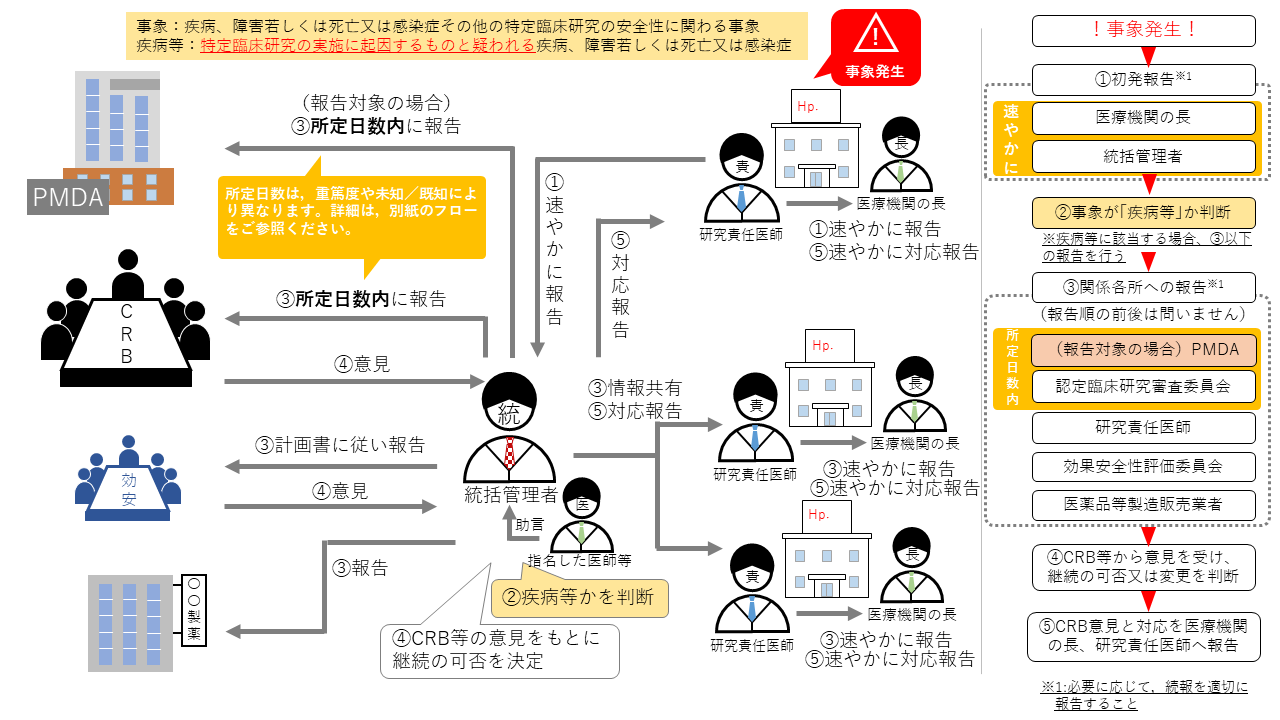 事象：疾病、障害若しくは死亡又は感染症その他の特定臨床研究の安全性に関わる事象
疾病等：特定臨床研究の実施に起因するものと疑われる疾病、障害若しくは死亡又は感染症
!
事象発生
PMDA
（報告対象の場合）
③所定日数内に報告
所定日数は，重篤度や未知／既知によ
り異なります。詳細は，別紙のフロー
をご参照ください。
③所定日数内に報告
CRB
④意見
①速やかに報告
⑤対応報告
Hp.
責
長
研究責任医師
医療機関の長
①速やかに報告
⑤速やかに対応報告
統
統括管理者
③情報共有
⑤対応報告
Hp.
責
長
研究責任医師
医療機関の長
③速やかに報告
⑤速やかに対応報告
効安
③計画書に従い報告
④意見
医
助言
指名した医師等
②疾病等かを判断
④CRB等の意見をもとに
継続の可否を決定
Hp.
責
長
研究責任医師
医療機関の長
③速やかに報告
⑤速やかに対応報告
③報告
〇〇製薬
！事象発生！
①初発報告※1
速やかに
医療機関の長
統括管理者
②事象が｢疾病等｣か判断
※疾病等に該当する場合、③以下
の報告を行う
③関係各所への報告※1
（報告順の前後は問いません）
所定日数内
（報告対象の場合）PMDA
認定臨床研究審査委員会
研究責任医師
効果安全性評価委員会
医薬品等製造販売業者
④CRB等から意見を受け、
継続の可否又は変更を判断
⑤CRB意見と対応を医療機関
の長、研究責任医師へ報告
※1:必要に応じて，続報を適切に
報告すること